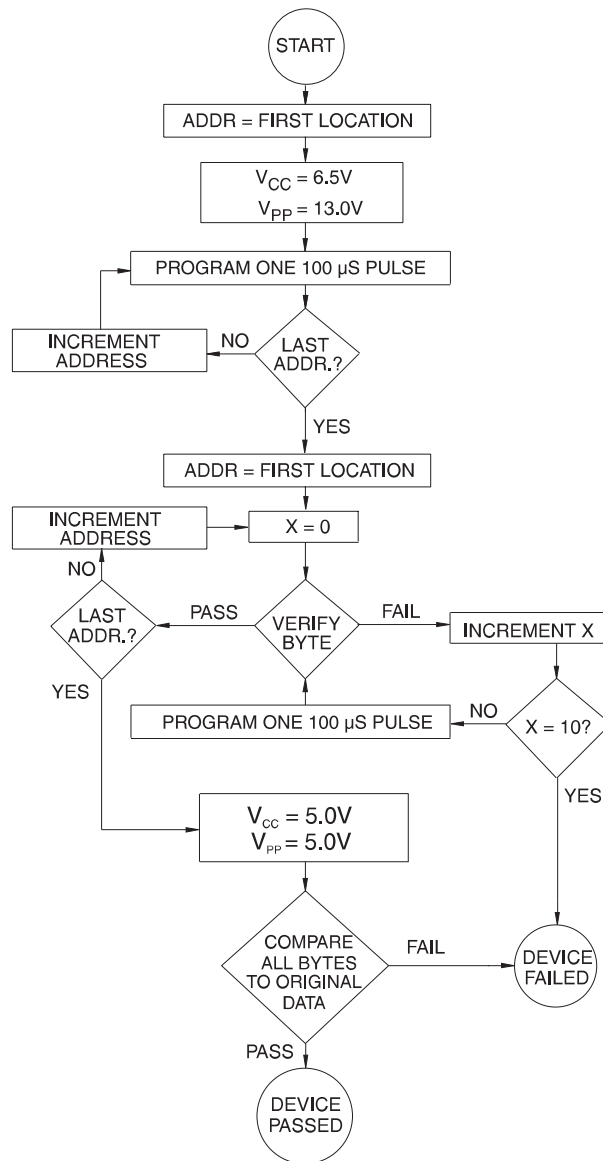 START
ADDR = FIRST LOCATION
VCC = 6.5V
VPP = 13.0V
PROGRAM ONE 100 µS PULSE
INCREMENT
ADDRESS
NO
LAST
ADDR.?
YES
ADDR = FIRST LOCATION
INCREMENT
ADDRESS
X = 0
NO
LAST
ADDR.?
PASS
VERIFY
BYTE
FAIL
INCREMENT X
YES
PROGRAM ONE 100 µS PULSE
NO
X = 10?
YES
VCC = 5.0V
VPP = 5.0V
COMPARE
ALL BYTES
TO ORIGINAL
DATA
FAIL
DEVICE
FAILED
PASS
DEVICE
PASSED